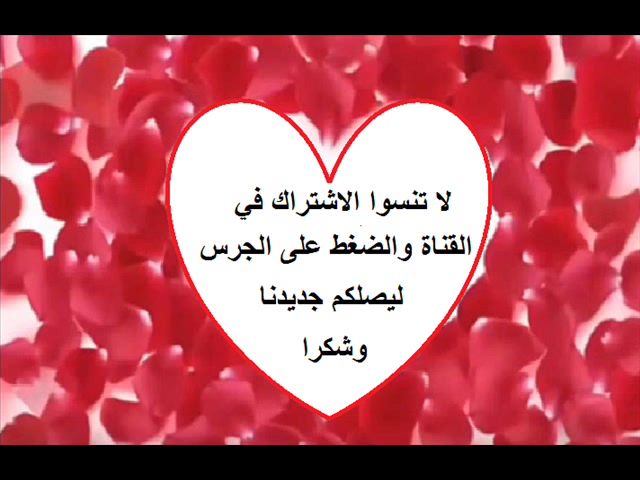 لا تنسوا الاشتراك في
القناة والضغط على الجرس
ليصلكم جديدنا
وشكرا